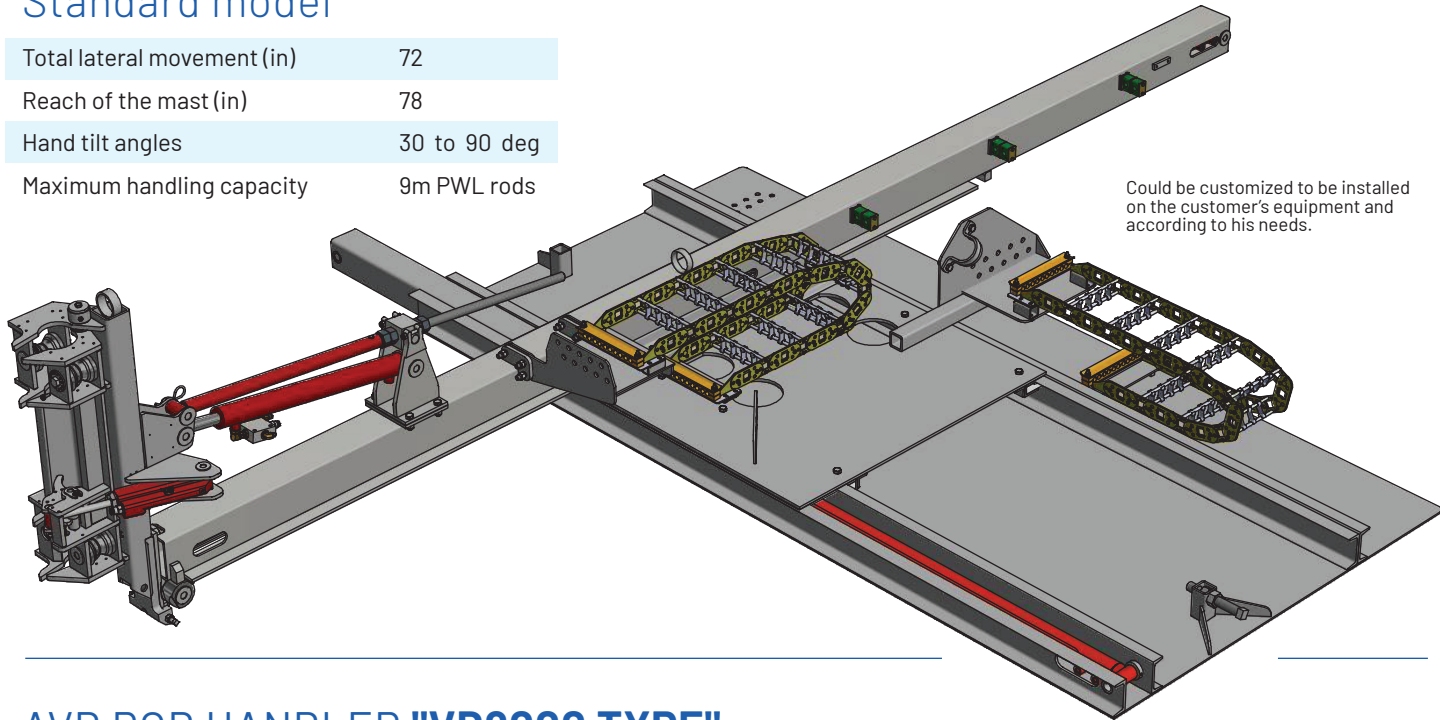 Standard model
Total lateral movement (in) 72
Reach of the mast (in) 78
Hand tilt angles 30 to 90 deg
Maximum handling capacity 9m PWL rods
Could be customized to be installed
on the customer's equipment and
according to his needs.